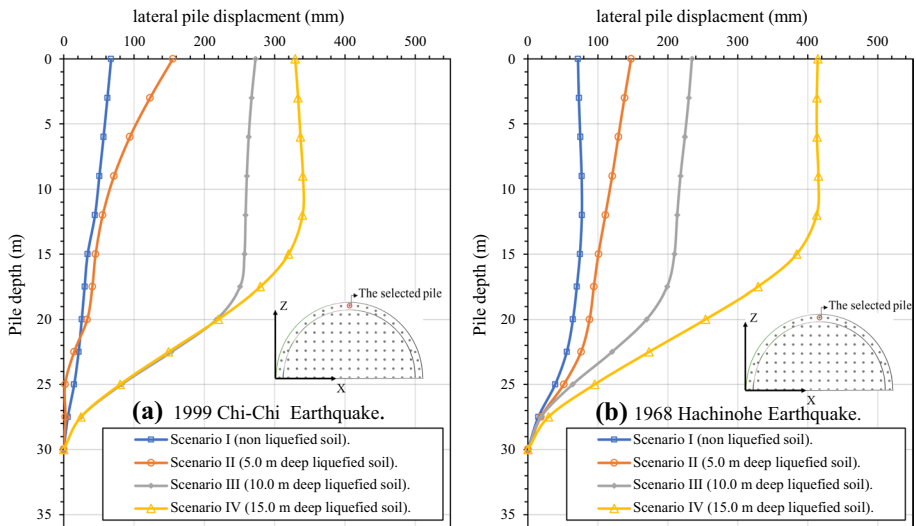 lateral pile displacment (mm)
0 100 200 300 400 500
0
5
10
15
20
25
30
35
Pile depth (m)
The selected pile
Z
X
(a) 1999 Chi-Chi Earthquake.
Scenario I (non liquefied soil).
Scenario II (5.0 m deep liquefied soil).
Scenario III (10.0 m deep liquefied soil).
Scenario IV (15.0 m deep liquefied soil).
lateral pile displacment (mm)
0 100 200 300 400 500
0
5
10
15
20
25
30
35
Pile depth (m)
The selected pile
Z
X
(b) 1968 Hachinohe Earthquake.
Scenario I (non liquefied soil).
Scenario II (5.0 m deep liquefied soil).
Scenario III (10.0 m deep liquefied soil).
Scenario IV (15.0 m deep liquefied soil).